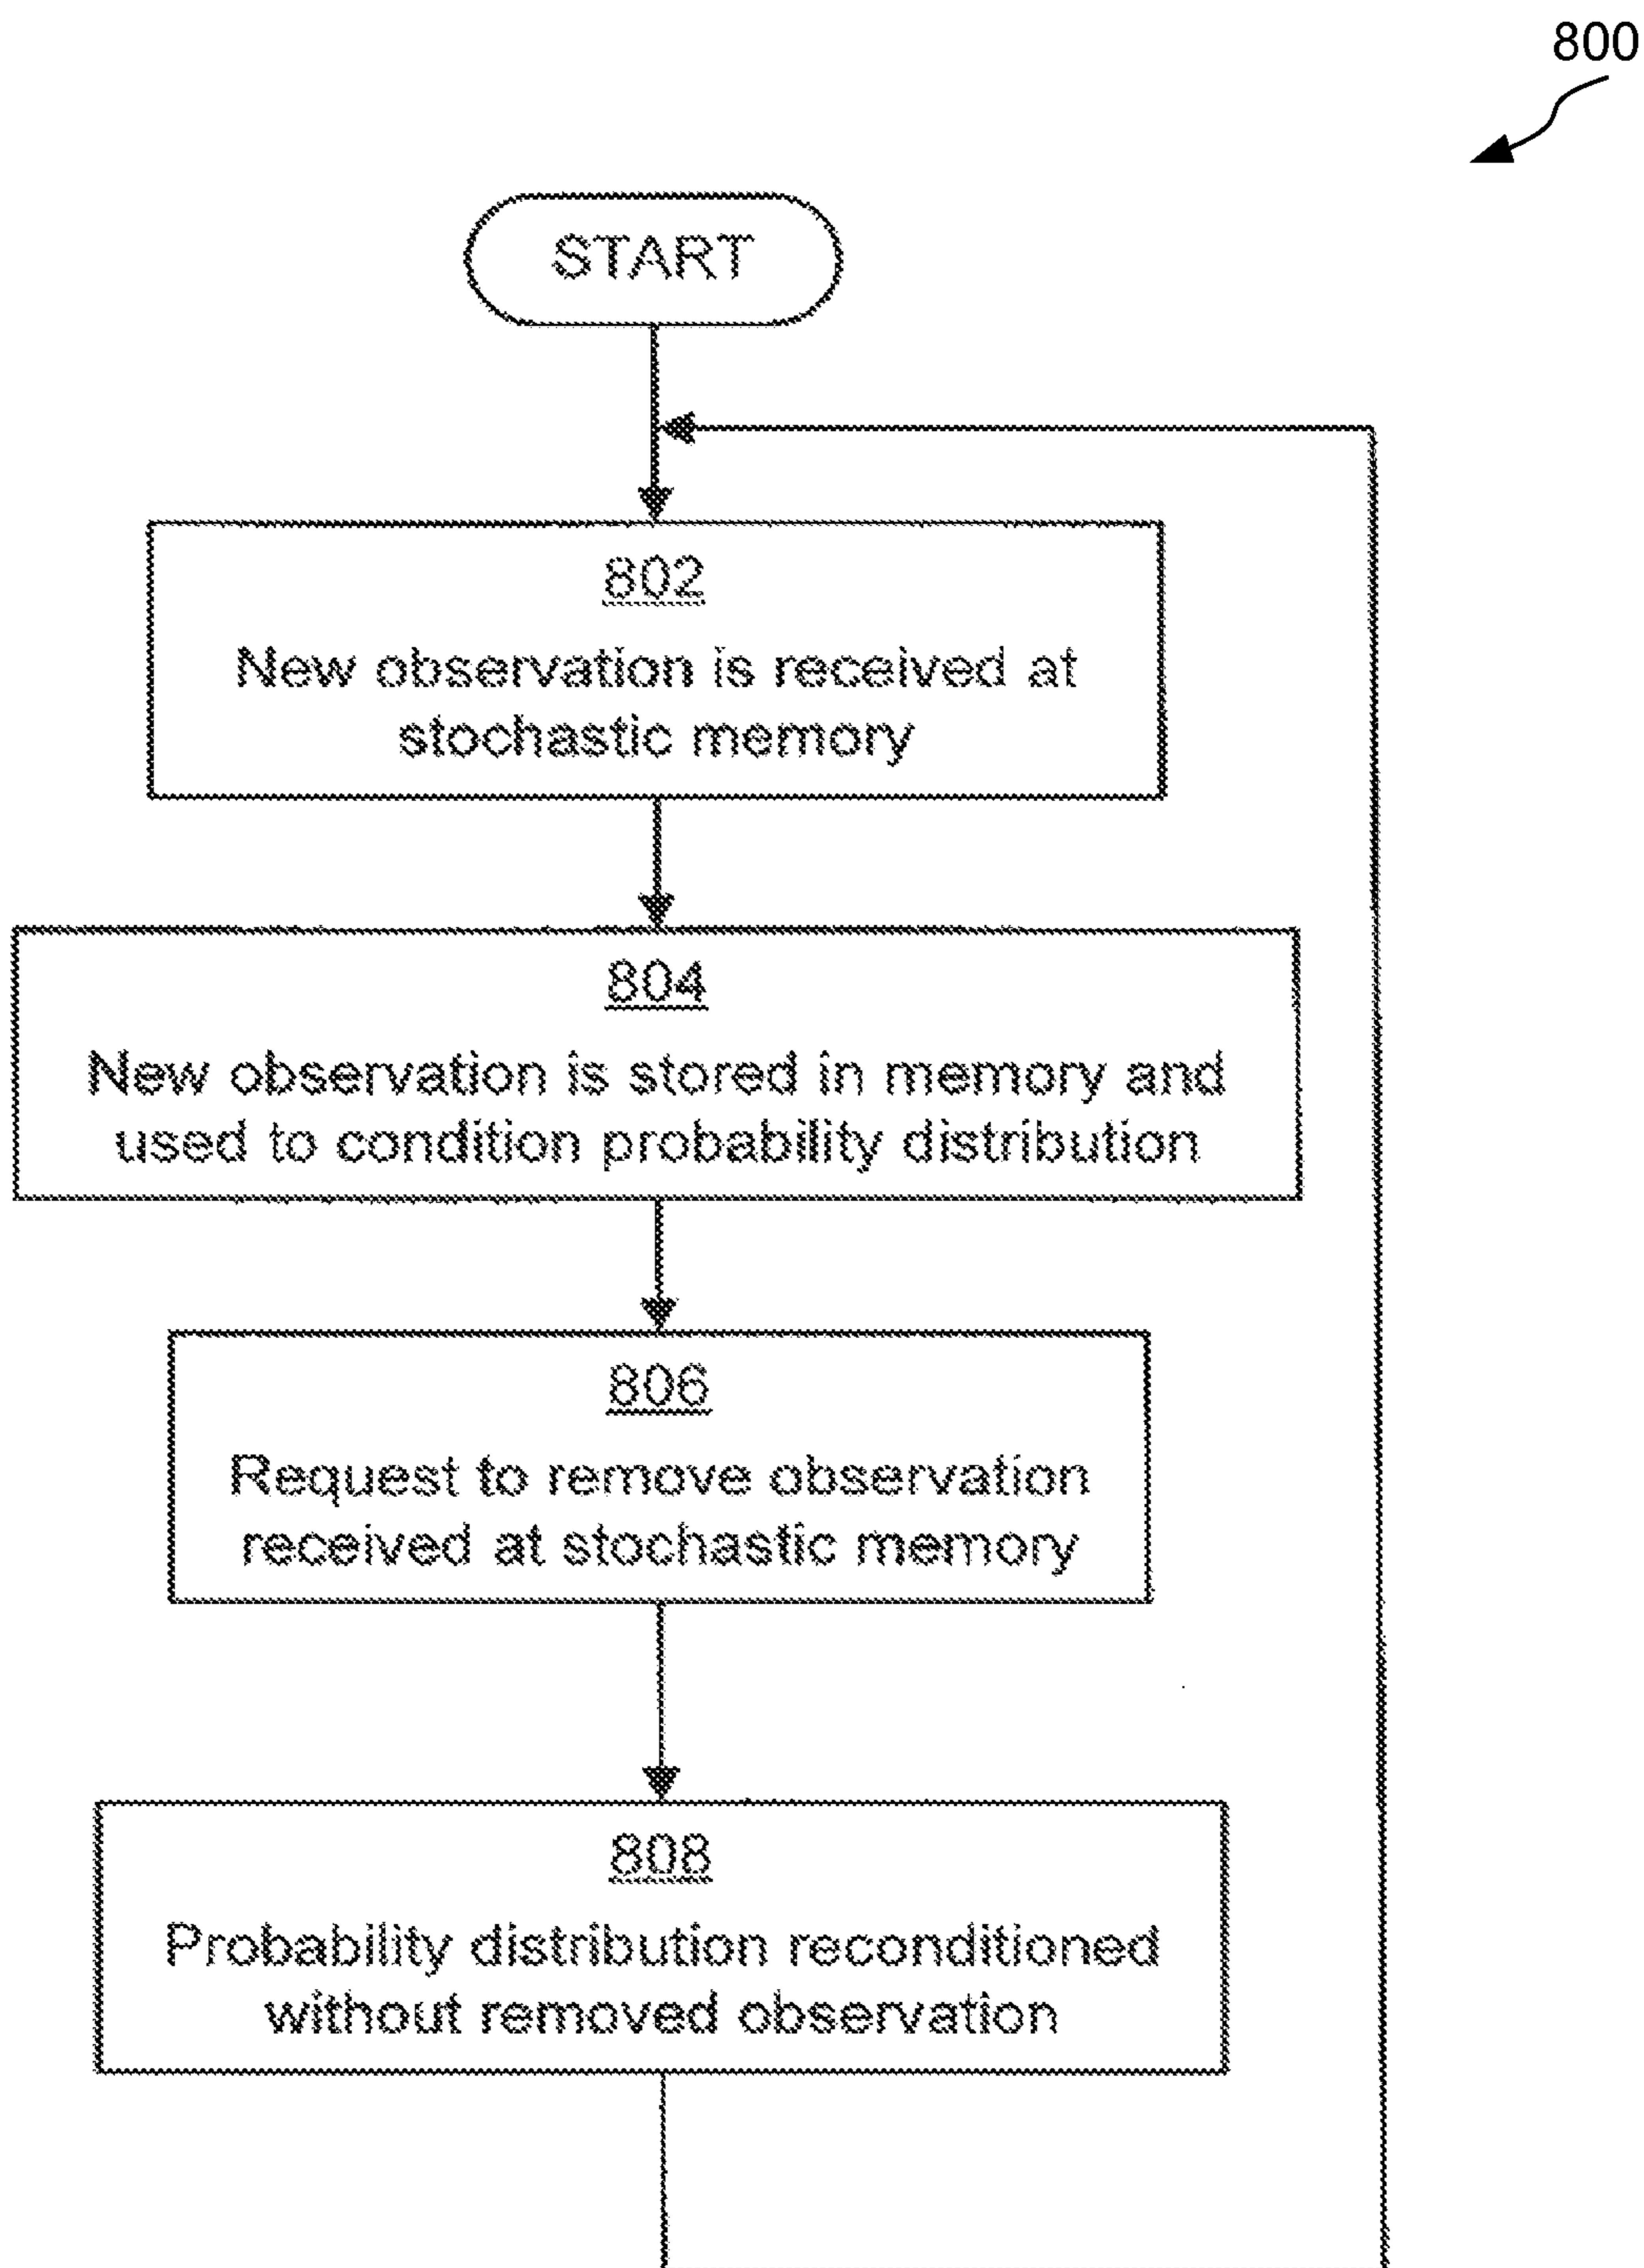 800
START
802
New observation is received at
stochastic memory
804
New observation is stored in memory and
used to condition probability distribution
806
Request to remove observation
received at stochastic memory
808
Probability distribution reconditioned
without removed observation